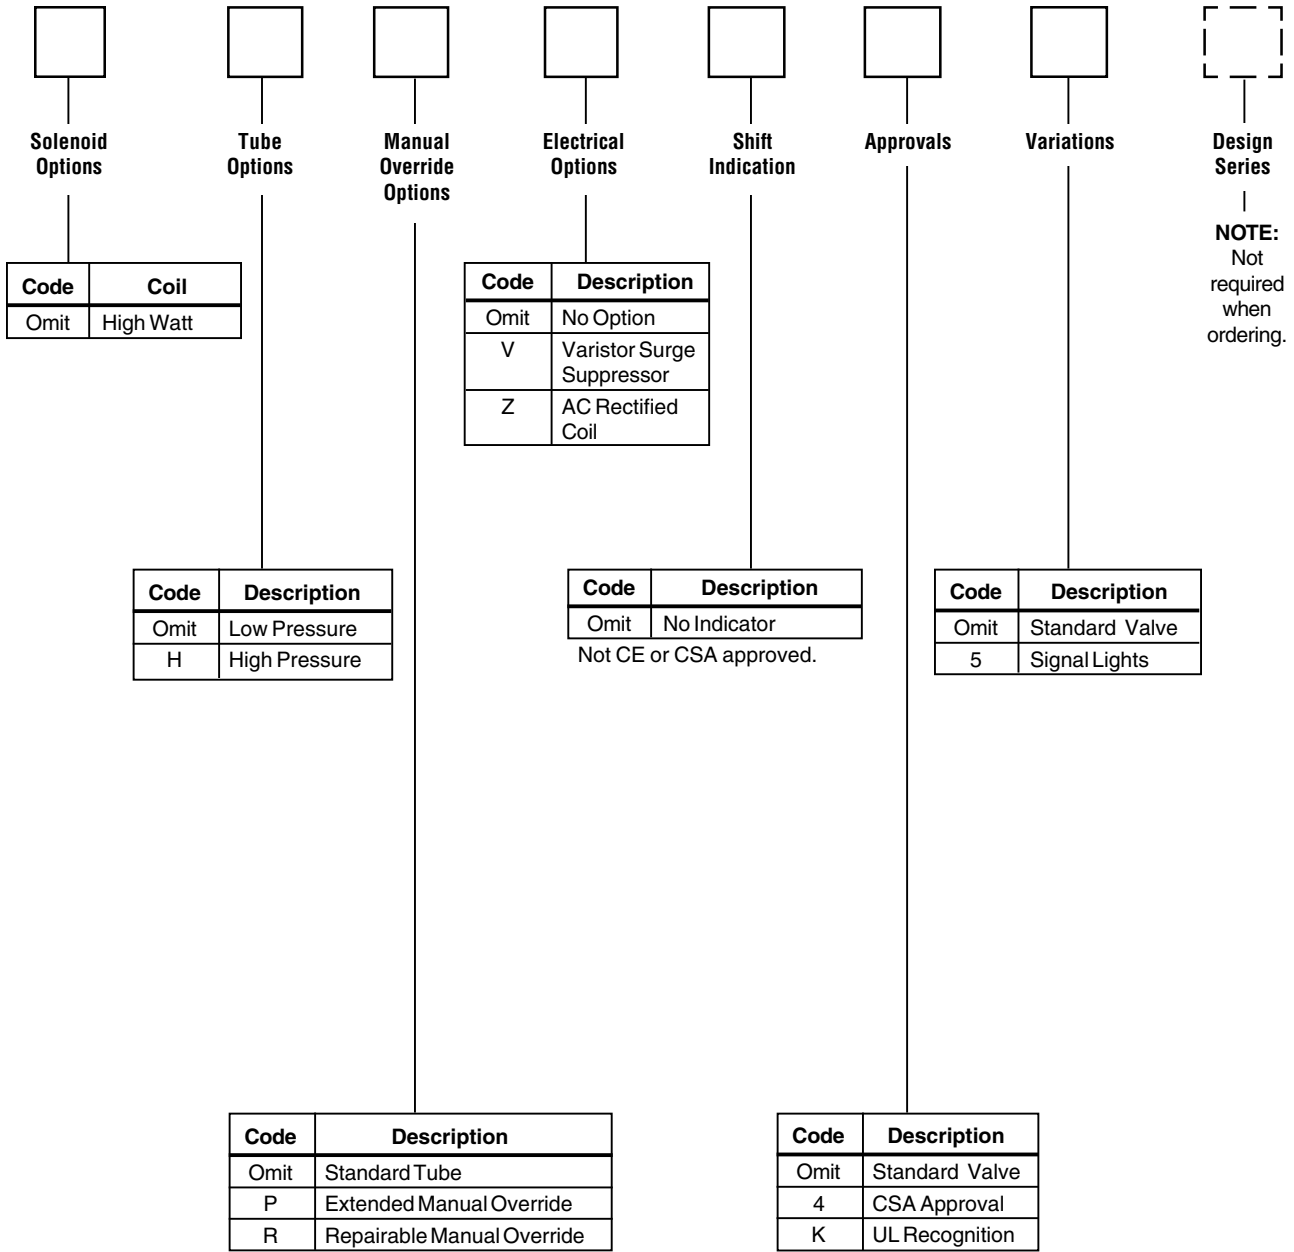 Solenoid
Options
Tube
Options
Manual
Override
Options
Electrical
Options
Shift
Indication
Approvals
Variations
Design
Series
NOTE:
Not
required
when
ordering.
Code Coil
Omit High Watt
Code Description
Omit No Option
V Varistor Surge
Suppressor
Z AC Rectified
Coil
Code Description
Omit Low Pressure
H High Pressure
Code Description
Omit No Indicator
Not CE or CSA approved.
Code Description
Omit Standard Valve
5 Signal Lights
Code Description
Omit Standard Tube
P Extended Manual Override
R Repairable Manual Override
Code Description
Omit Standard Valve
4 CSA Approval
K UL Recognition